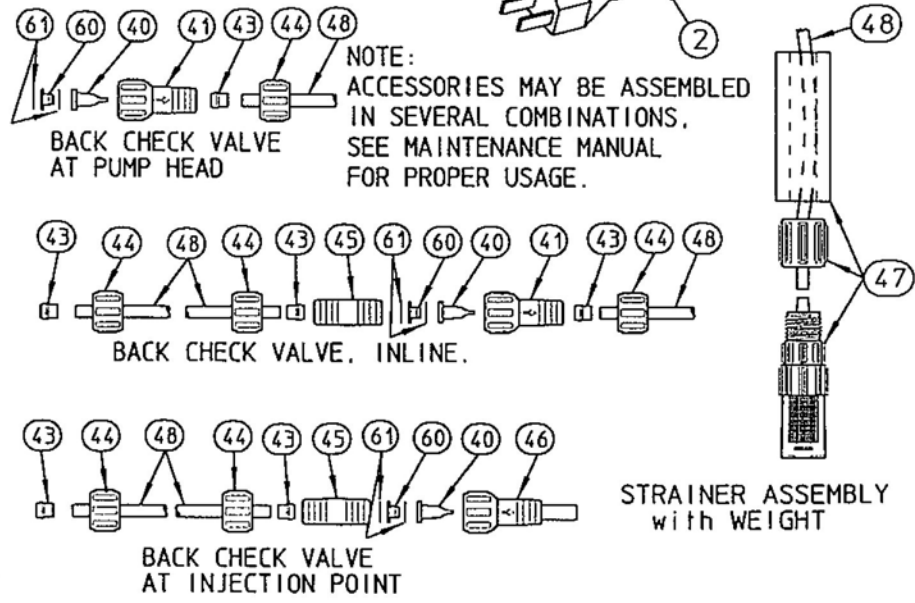 61 60 40 41 43 44 48
BACK CHECK VALVE
AT PUMP HEAD
2
NOTE:
ACCESSORIES MAY BE ASSEMBLED
IN SEVERAL COMBINATIONS.
SEE MAINTENANCE MANUAL
FOR PROPER USAGE.
48
47
STRAINER ASSEMBLY
with WEIGHT
43 44 48 44 43 45 61 60 40 41 43 44 48
BACK CHECK VALVE, INLINE.
43 44 48 44 43 45 61 60 40 46
BACK CHECK VALVE
AT INJECTION POINT